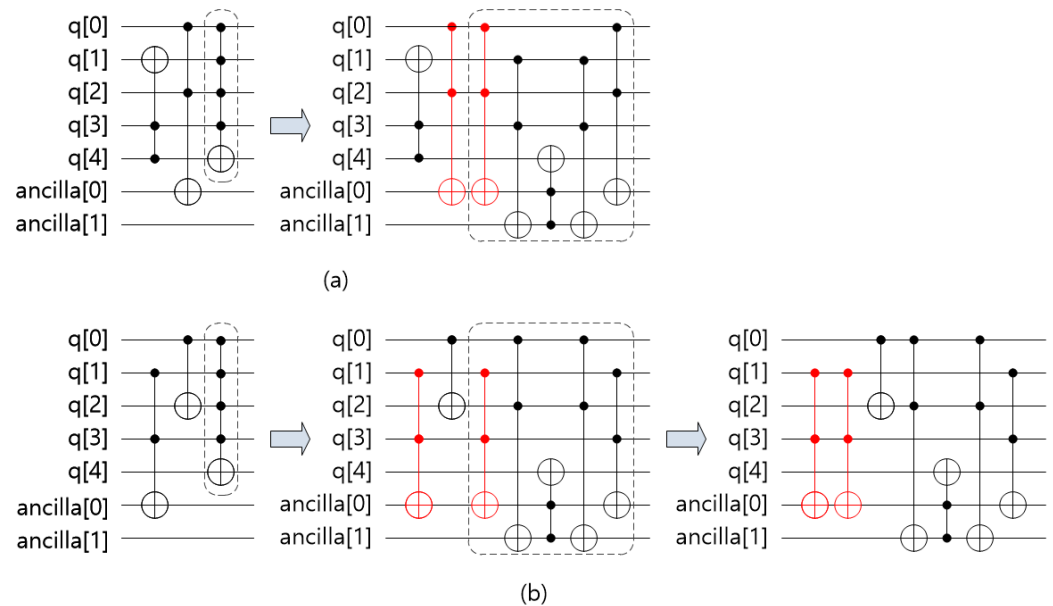 q[0] q[0]
q[1] q[1]
q[2] q[2]
q[3] q[3]
q[4] q[4]
ancilla[0] ancilla[0]
ancilla[1] ancilla[1]
(a)
q[0] q[0] q[0]
q[1] q[1] q[1]
q[2] q[2] q[2]
q[3] q[3] q[3]
q[4] q[4] q[4]
ancilla[0] ancilla[0] ancilla[0]
ancilla[1] ancilla[1] ancilla[1]
(b)